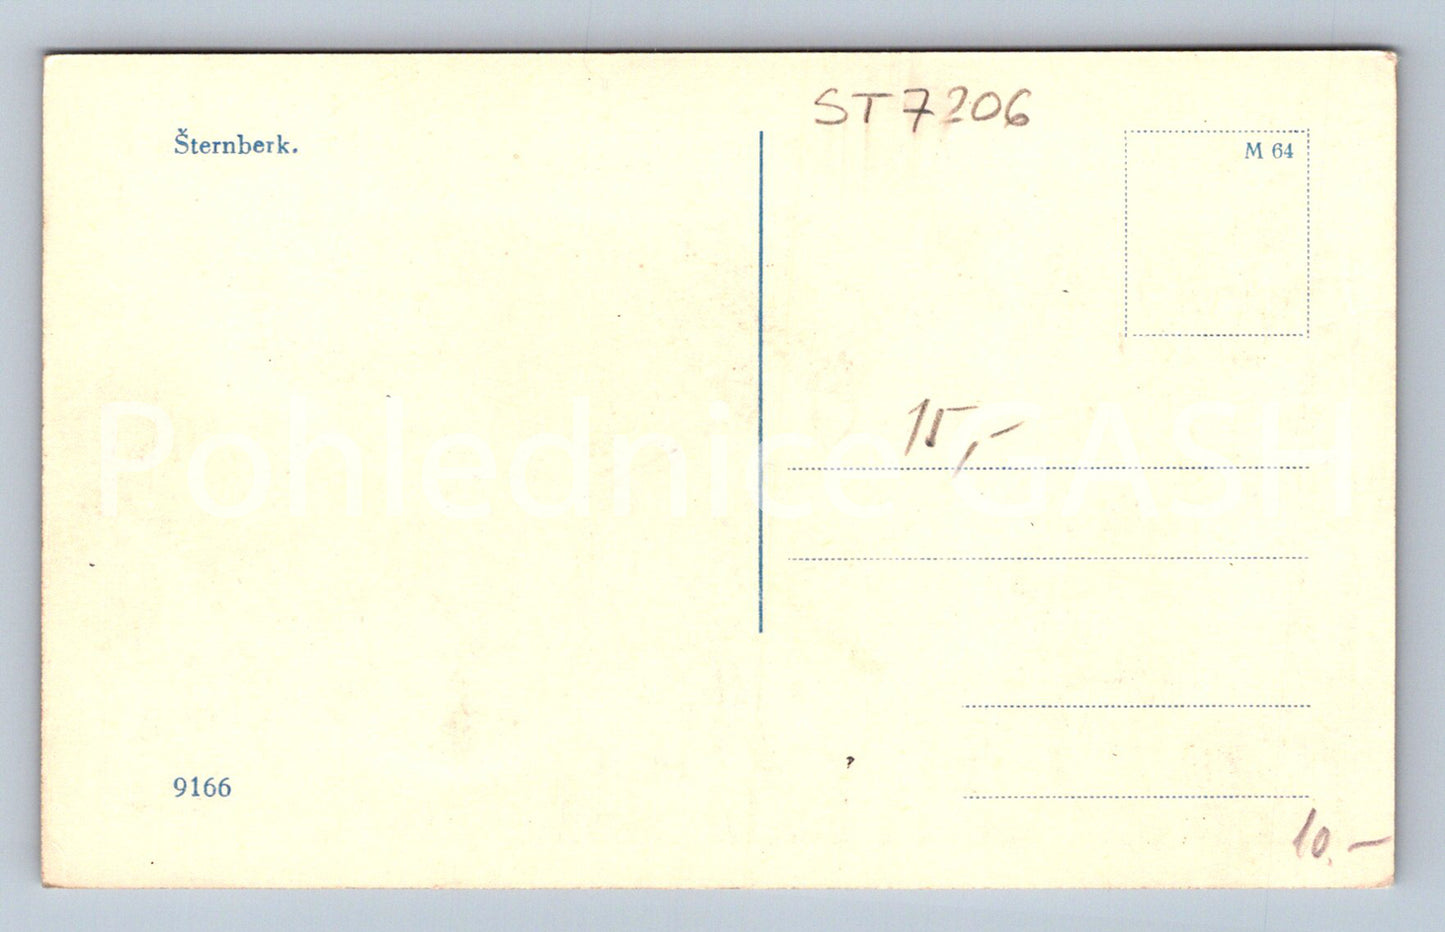 ST7206
Šternberk.
M 64
15,-
Pohlednice GASH
9166
10.-